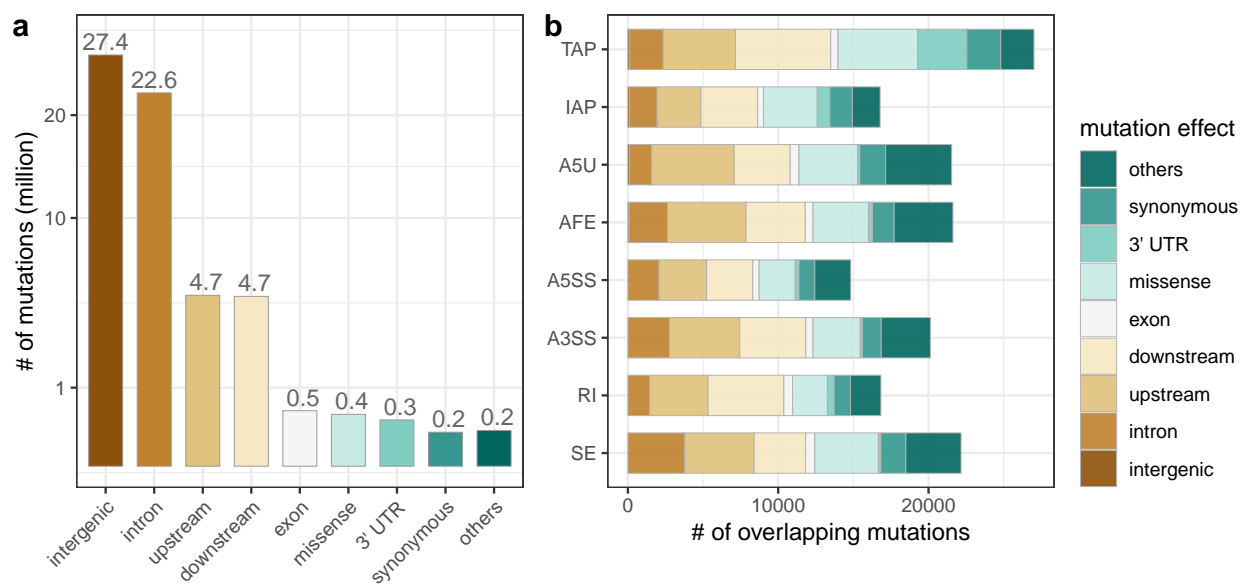 a
# of mutations (million)
20
10
1
27.4
22.6
4.7
4.7
0.5
0.4
0.3
0.2
0.2
intergenic
intron
upstream
downstream
exon
missense
3' UTR
synonymous
others
b
TAP
IAP
A5U
AFE
A5SS
A3SS
RI
SE
0
10000
20000
# of overlapping mutations
mutation effect
others
synonymous
3' UTR
missense
exon
downstream
upstream
intron
intergenic